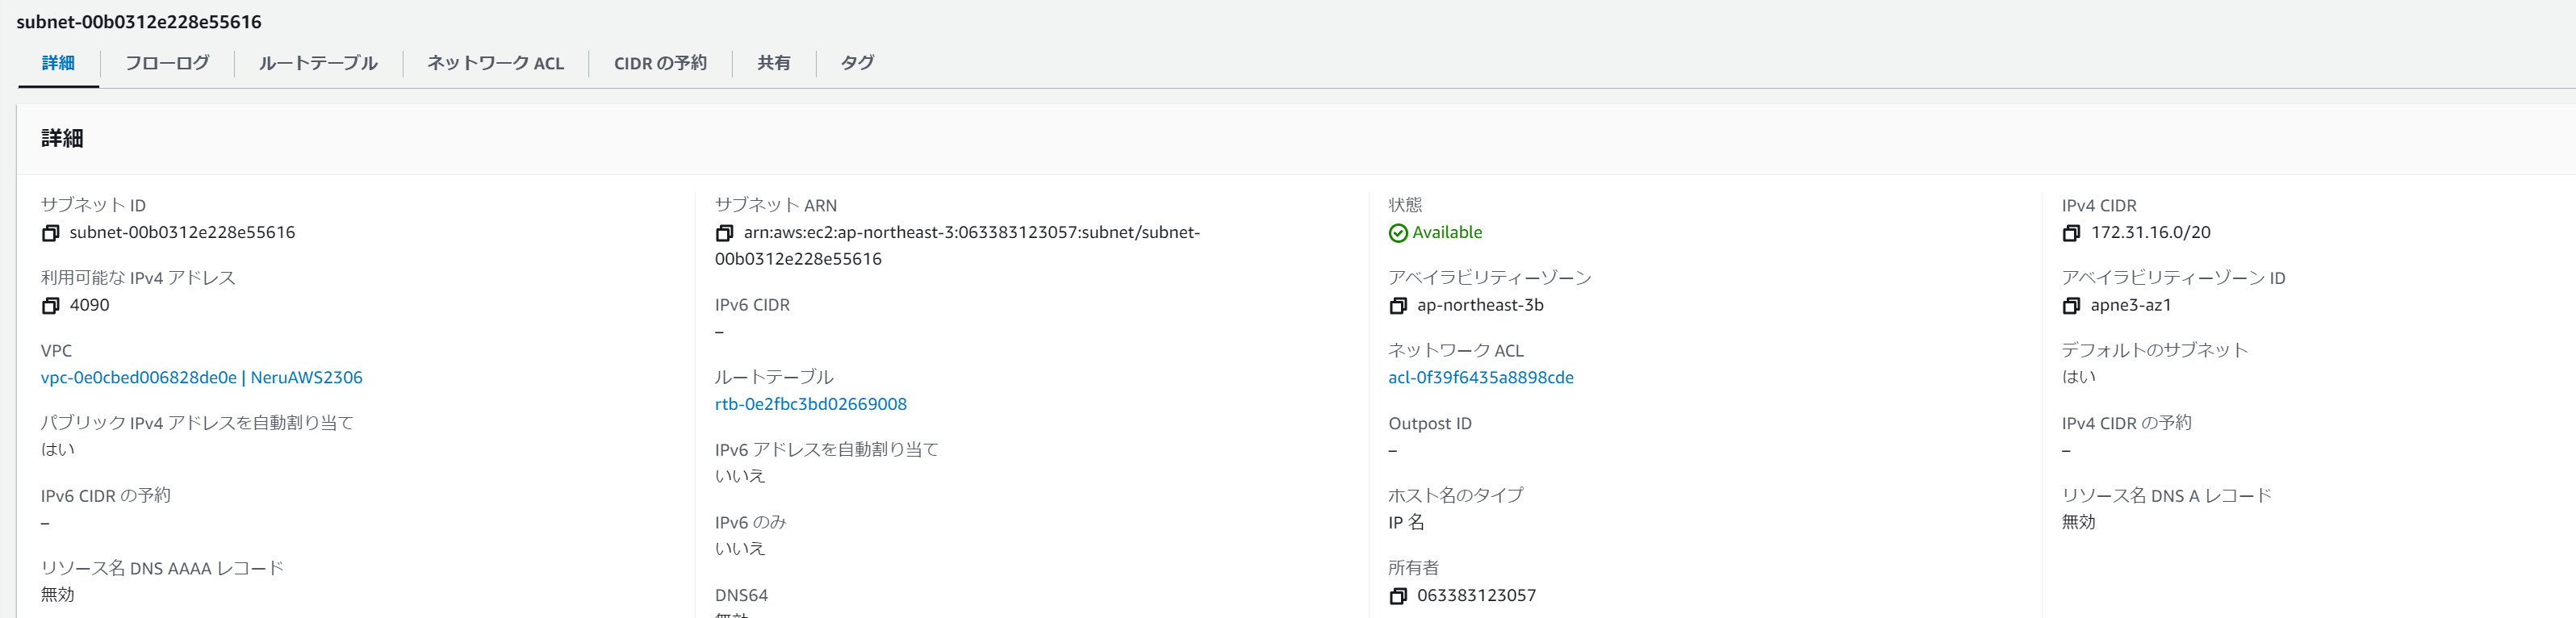 subnet-00b0312e228e55616
詳細 フローログ ルートテーブル ネットワーク ACL CIDR の予約 共有 タグ
詳細
サブネット ID
subnet-00b0312e228e55616
利用可能な IPv4 アドレス
4090
VPC
vpc-0e0cbed006828de0e | NeruAWS2306
パブリック IPv4 アドレスを自動割り当て
はい
IPv6 CIDR の予約
–
リソース名 DNS AAAA レコード
無効
サブネット ARN
arn:aws:ec2:ap-northeast-3:063383123057:subnet/subnet-
00b0312e228e55616
IPv6 CIDR
–
ルートテーブル
rtb-0e2fbc3bd02669008
IPv6 アドレスを自動割り当て
いいえ
IPv6 のみ
いいえ
DNS64
無効
状態
Available
アベイラビリティーゾーン
ap-northeast-3b
ネットワーク ACL
acl-0f39f6435a8898cde
Outpost ID
–
ホスト名のタイプ
IP 名
所有者
063383123057
IPv4 CIDR
172.31.16.0/20
アベイラビリティーゾーン ID
apne3-az1
デフォルトのサブネット
はい
IPv4 CIDR の予約
–
リソース名 DNS A レコード
無効